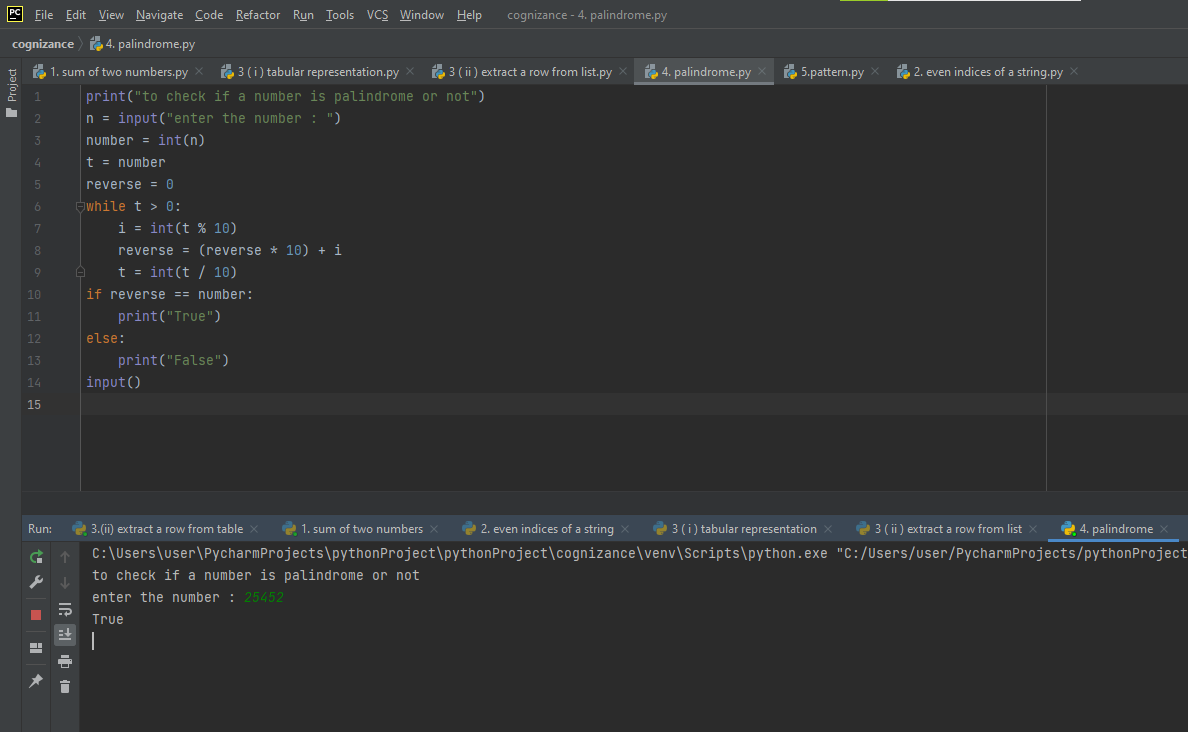 PC File Edit View Navigate Code Refactor Run Tools VCS Window Help cognizance - 4. palindrome.py
cognizance 4. palindrome.py
Project
1. sum of two numbers.py 3 ( i ) tabular representation.py 3 ( ii ) extract a row from list.py 4. palindrome.py 5.pattern.py 2. even indices of a string.py
1 print("to check if a number is palindrome or not")
2 n = input("enter the number : ")
3 number = int(n)
4 t = number
5 reverse = 0
6 while t > 0:
7     i = int(t % 10)
8     reverse = (reverse * 10) + i
9     t = int(t / 10)
10 if reverse == number:
11     print("True")
12 else:
13     print("False")
14 input()
15
Run: 3.(ii) extract a row from table 1. sum of two numbers 2. even indices of a string 3 ( i ) tabular representation 3 ( ii ) extract a row from list 4. palindrome
C:\Users\user\PycharmProjects\pythonProject\pythonProject\cognizance\venv\Scripts\python.exe "C:/Users/user/PycharmProjects/pythonProject
to check if a number is palindrome or not
enter the number : 25452
True